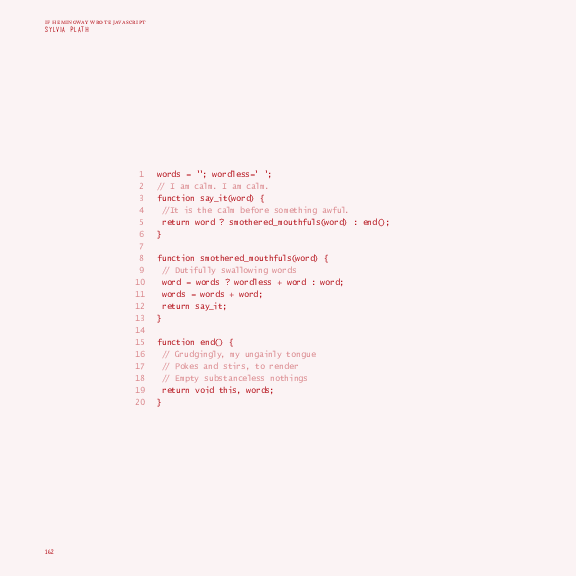 IF HEMINGWAY WROTE JAVASCRIPT
SYLVIA PLATH
1 words = ''; wordless=' ';
2 // I am calm. I am calm.
3 function say_it(word) {
4 //It is the calm before something awful.
5 return word ? smothered_mouthfuls(word) : end();
6 }
7
8 function smothered_mouthfuls(word) {
9 // Dutifully swallowing words
10 word = words ? wordless + word : word;
11 words = words + word;
12 return say_it;
13 }
14
15 function end() {
16 // Grudgingly, my ungainly tongue
17 // Pokes and stirs, to render
18 // Empty substanceless nothings
19 return void this, words;
20 }
162